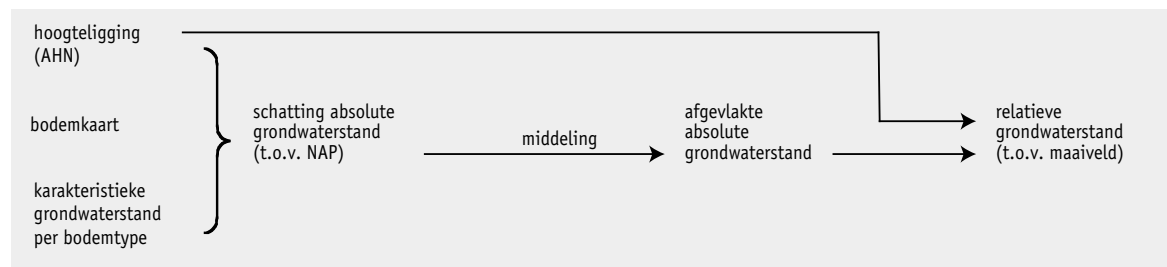 hoogteligging
(AHN)
bodemkaart
karakteristieke
grondwaterstand
per bodemtype
schatting absolute
grondwaterstand
(t.o.v. NAP)
middeling
afgevlakte
absolute
grondwaterstand
relatieve
grondwaterstand
(t.o.v. maaiveld)